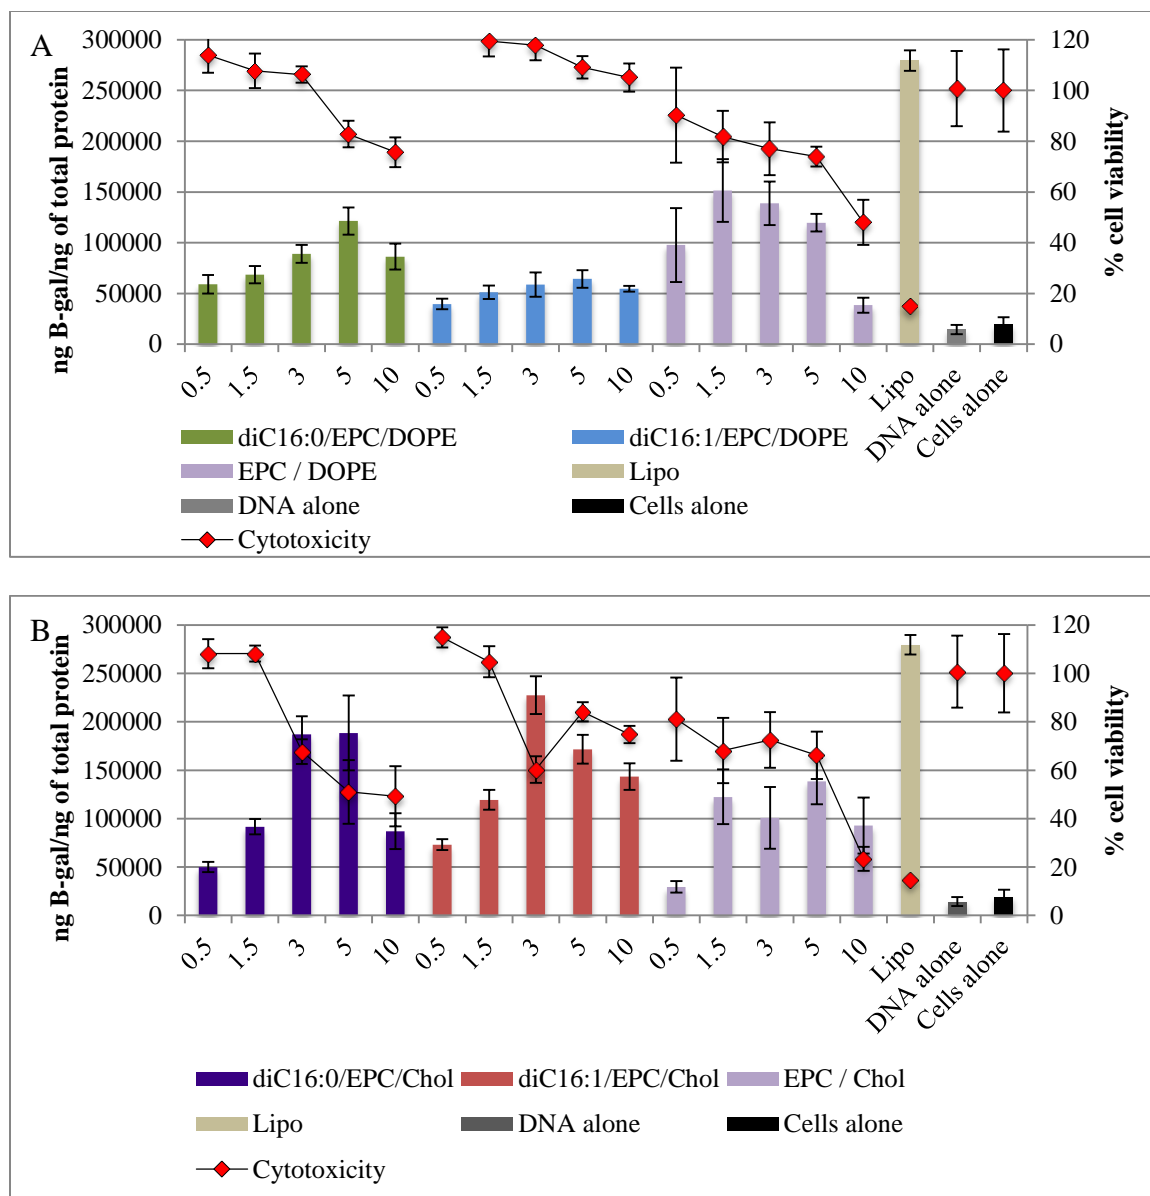 A
ng B-gal/ng of total protein
300000
250000
200000
150000
100000
50000
0
120
100
80
60
40
20
0
% cell viability
0.5 1.5 3 5 10 0.5 1.5 3 5 10 0.5 1.5 3 5 10 Lipo DNA alone Cells alone
diC16:0/EPC/DOPE diC16:1/EPC/DOPE
EPC / DOPE Lipo
DNA alone Cells alone
Cytotoxicity
B
ng B-gal/ng of total protein
300000
250000
200000
150000
100000
50000
0
120
100
80
60
40
20
0
% cell viability
0.5 1.5 3 5 10 0.5 1.5 3 5 10 0.5 1.5 3 5 10 Lipo DNA alone Cells alone
diC16:0/EPC/Chol diC16:1/EPC/Chol EPC / Chol
Lipo DNA alone Cells alone
Cytotoxicity